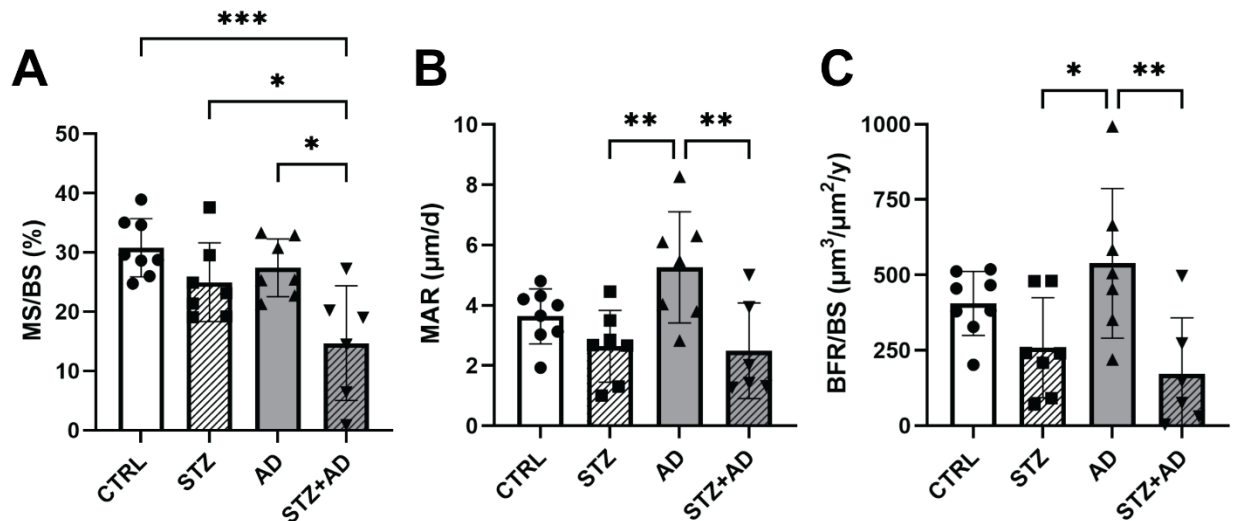 A
***
*
*
MS/BS (%)
50
40
30
20
10
0
CTRL
STZ
AD
STZ+AD
B
**
**
MAR (µm/d)
10
8
6
4
2
0
CTRL
STZ
AD
STZ+AD
C
*
**
BFR/BS (µm³/µm²/y)
1000
750
500
250
0
CTRL
STZ
AD
STZ+AD